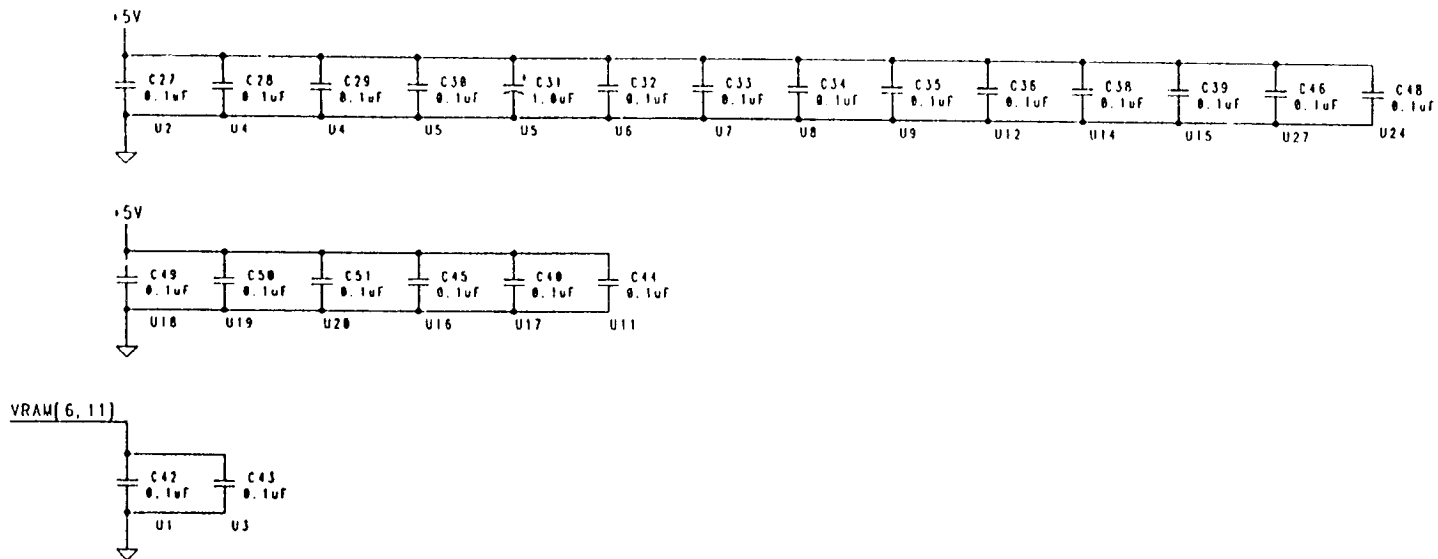 +5V
C27 C28 C29 C30 C31 C32 C33 C34 C35 C36 C38 C39 C46 C48
0.1uF 0.1uF 0.1uF 0.1uF + 1.0uF 0.1uF 0.1uF 0.1uF 0.1uF 0.1uF 0.1uF 0.1uF 0.1uF 0.1uF
U2 U4 U4 U5 U5 U6 U7 U8 U9 U12 U14 U15 U27 U24
+5V
C49 C50 C51 C45 C40 C44
0.1uF 0.1uF 0.1uF 0.1uF 0.1uF 0.1uF
U18 U19 U20 U16 U17 U11
VRAM[6,11]
C42 C43
0.1uF 0.1uF
U1 U3